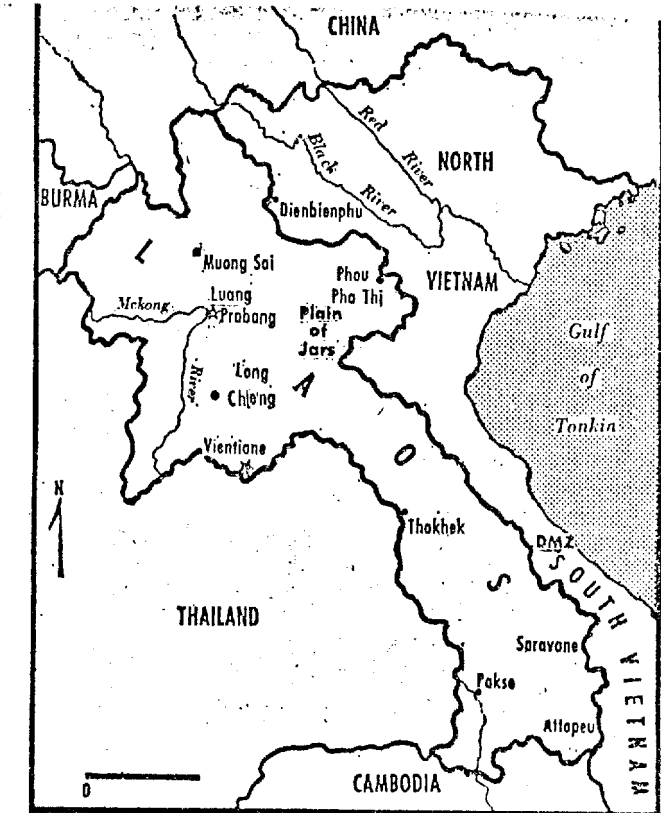 CHINA
Red
River
Black
River
NORTH
VIETNAM
BURMA
Dienbienphu
L
A
O
S
Muong Sai
Phou
Pha Thi
Luang
Prabang
Mekong
River
Plain
of
Jars
Long
Chieng
Vientiane
Gulf
of
Tonkin
N
Thakhek
DMZ
SOUTH VIETNAM
THAILAND
Saravane
Pakse
Attopeu
CAMBODIA
0